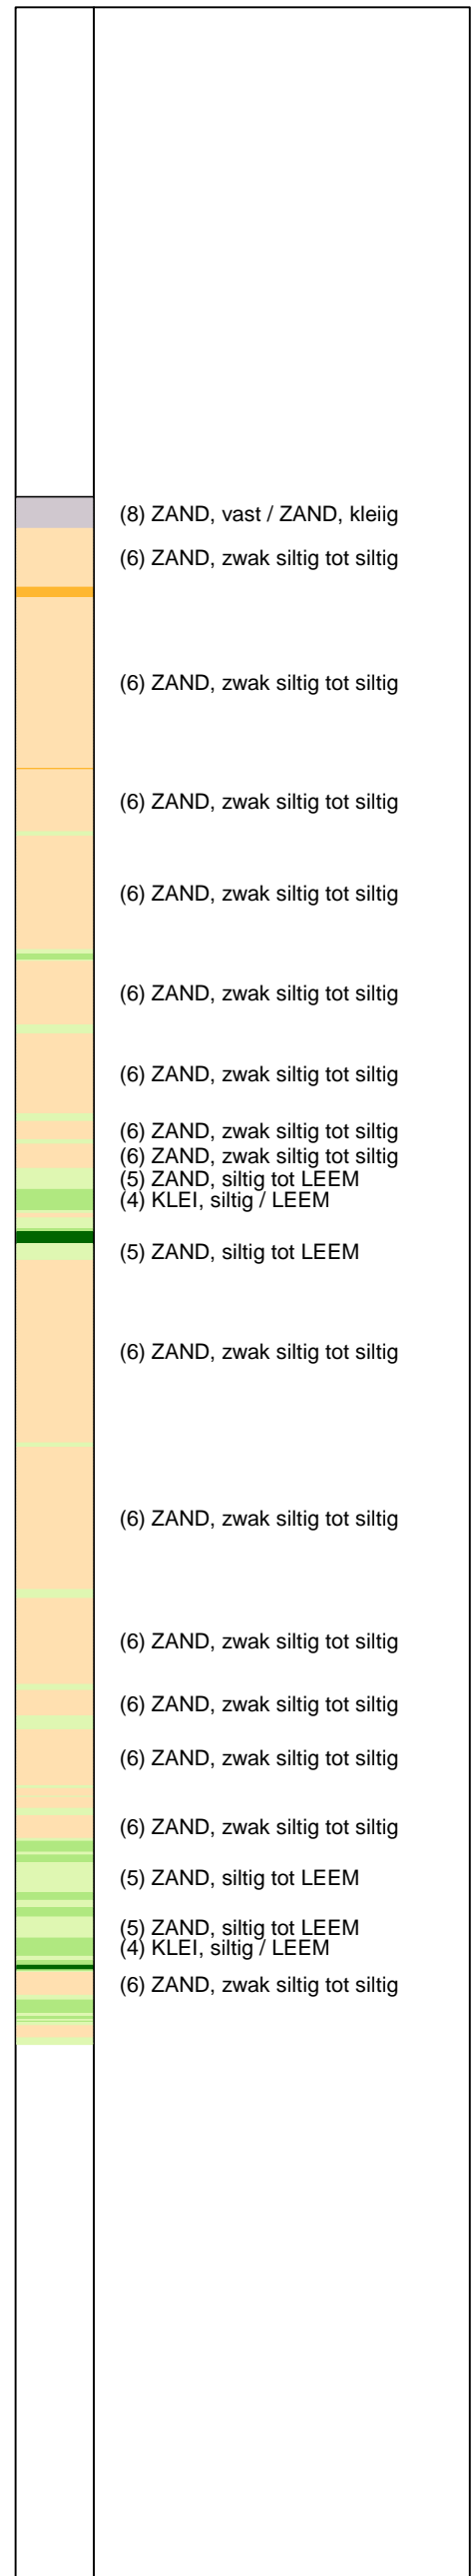 (8) ZAND, vast / ZAND, kleiig
(6) ZAND, zwak siltig tot siltig
(6) ZAND, zwak siltig tot siltig
(6) ZAND, zwak siltig tot siltig
(6) ZAND, zwak siltig tot siltig
(6) ZAND, zwak siltig tot siltig
(6) ZAND, zwak siltig tot siltig
(6) ZAND, zwak siltig tot siltig
(6) ZAND, zwak siltig tot siltig
(5) ZAND, siltig tot LEEM
(4) KLEI, siltig / LEEM
(5) ZAND, siltig tot LEEM
(6) ZAND, zwak siltig tot siltig
(6) ZAND, zwak siltig tot siltig
(6) ZAND, zwak siltig tot siltig
(6) ZAND, zwak siltig tot siltig
(6) ZAND, zwak siltig tot siltig
(6) ZAND, zwak siltig tot siltig
(5) ZAND, siltig tot LEEM
(5) ZAND, siltig tot LEEM
(4) KLEI, siltig / LEEM
(6) ZAND, zwak siltig tot siltig